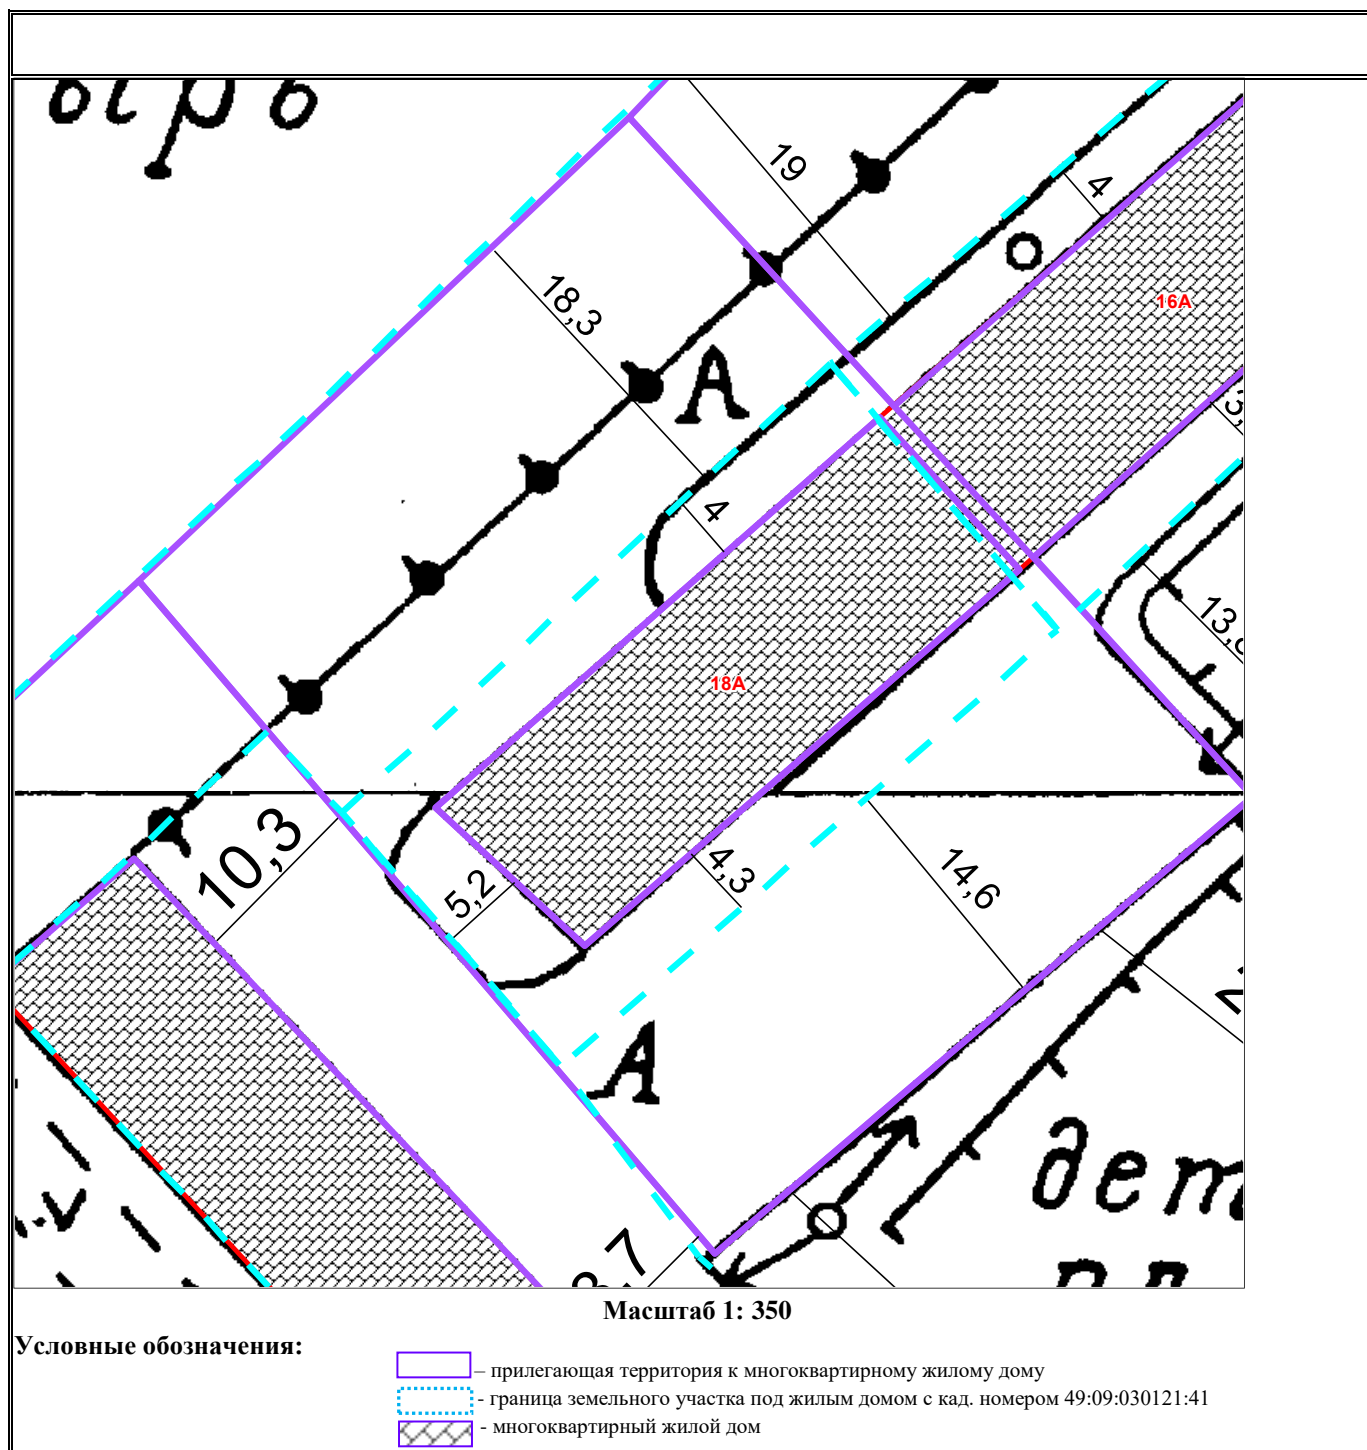 19
4
18,3
16А
А
4
18А
10,3
5,2
4,3
14,6
А
дет
Масштаб 1: 350
Условные обозначения:
– прилегающая территория к многоквартирному жилому дому
- граница земельного участка под жилым домом с кад. номером 49:09:030121:41
- многоквартирный жилой дом